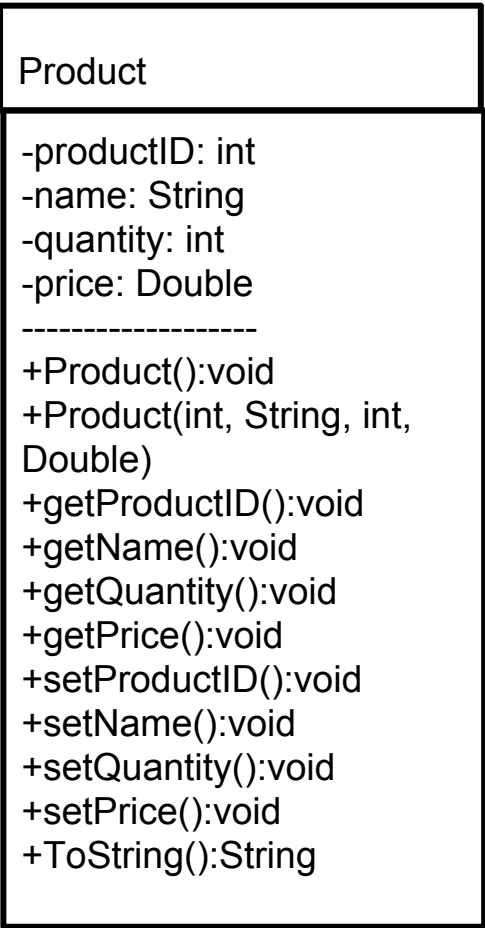 Product
-productID: int
-name: String
-quantity: int
-price: Double
-------------------
+Product():void
+Product(int, String, int,
Double)
+getProductID():void
+getName():void
+getQuantity():void
+getPrice():void
+setProductID():void
+setName():void
+setQuantity():void
+setPrice():void
+ToString():String